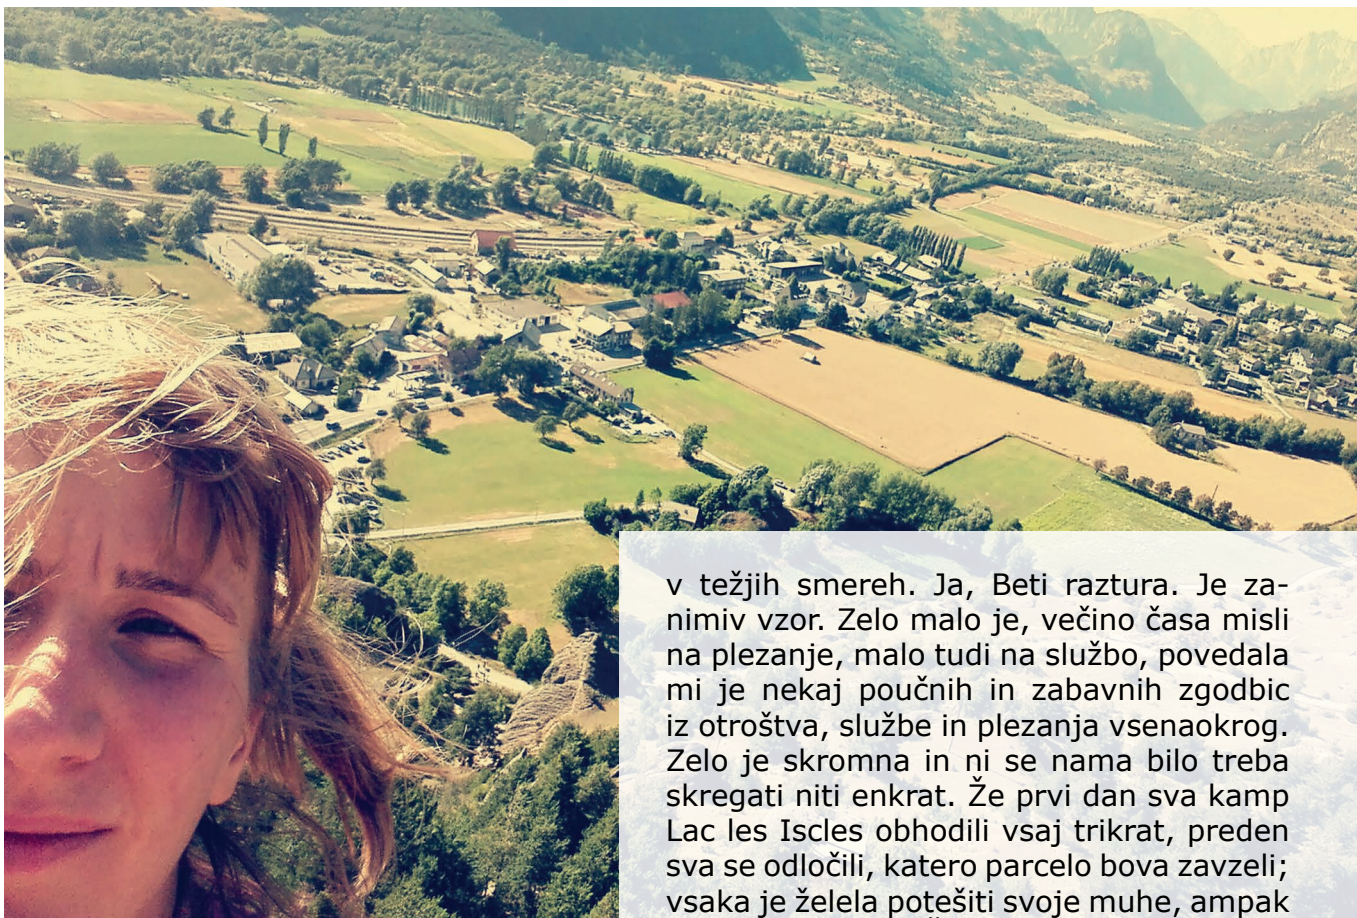 v težjih smereh. Ja, Beti raztura. Je za-
nimiv vzor. Zelo malo je, večino časa misli
na plezanje, malo tudi na službo, povedala
mi je nekaj poučnih in zabavnih zgodbic
iz otroštva, službe in plezanja vsenaokrog.
Zelo je skromna in ni se nama bilo treba
skregati niti enkrat. Že prvi dan sva kamp
Lac les Iscles obhodili vsaj trikrat, preden
sva se odločili, katero parcelo bova zavzeli;
vsaka je želela potešiti svoje muhe, ampak